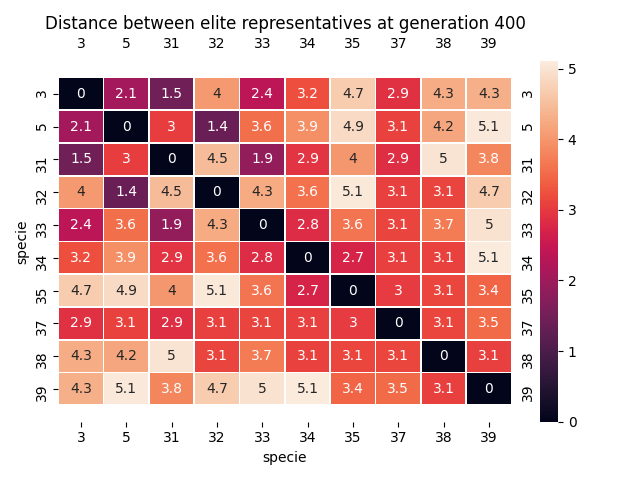 Distance between elite representatives at generation 400
3 5 31 32 33 34 35 37 38 39
3 0 2.1 1.5 4 2.4 3.2 4.7 2.9 4.3 4.3 3
5 2.1 0 3 1.4 3.6 3.9 4.9 3.1 4.2 5.1 5
31 1.5 3 0 4.5 1.9 2.9 4 2.9 5 3.8 31
32 4 1.4 4.5 0 4.3 3.6 5.1 3.1 3.1 4.7 32
33 2.4 3.6 1.9 4.3 0 2.8 3.6 3.1 3.7 5 33
34 3.2 3.9 2.9 3.6 2.8 0 2.7 3.1 3.1 5.1 34
35 4.7 4.9 4 5.1 3.6 2.7 0 3 3.1 3.4 35
37 2.9 3.1 2.9 3.1 3.1 3.1 3 0 3.1 3.5 37
38 4.3 4.2 5 3.1 3.7 3.1 3.1 3.1 0 3.1 38
39 4.3 5.1 3.8 4.7 5 5.1 3.4 3.5 3.1 0 39
3 5 31 32 33 34 35 37 38 39
specie
specie
5
4
3
2
1
0